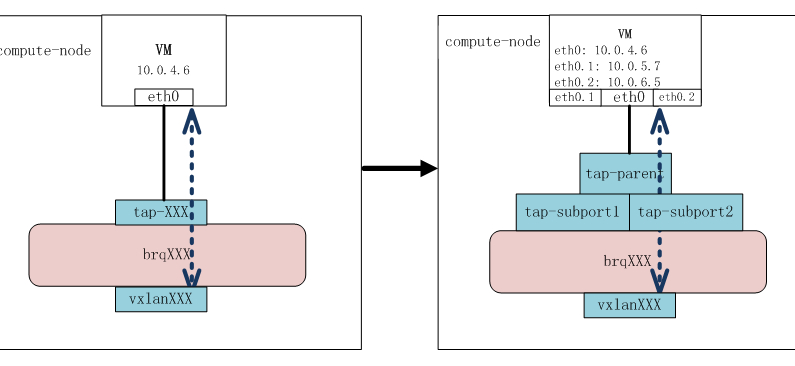 compute-node
VM
10.0.4.6
eth0
tap-XXX
brqXXX
vxlanXXX
compute-node
VM
eth0: 10.0.4.6
eth0.1: 10.0.5.7
eth0.2: 10.0.6.5
eth0.1 eth0 eth0.2
tap-parent
tap-subport1 tap-subport2
brqXXX
vxlanXXX